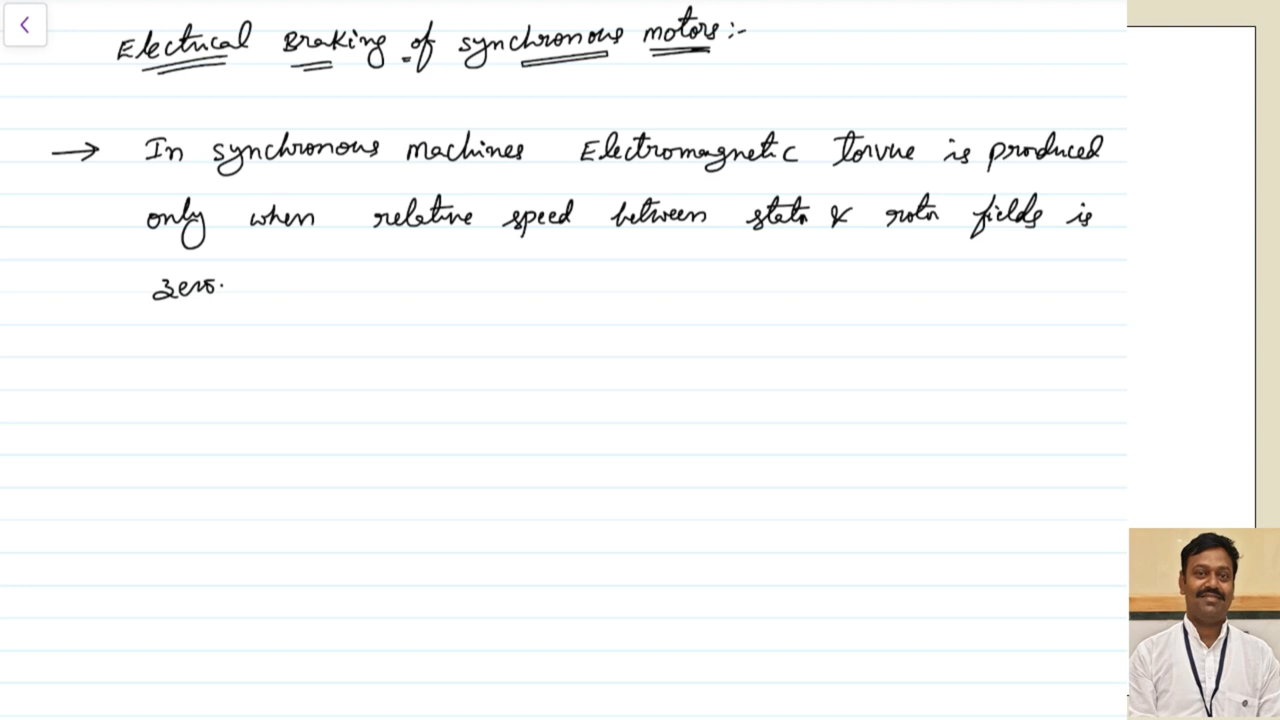 Electrical Braking of synchronous motors:-
→ In synchronous machines Electromagnetic torvue is produced
only when relative speed between stator & rotor fields is
zero.